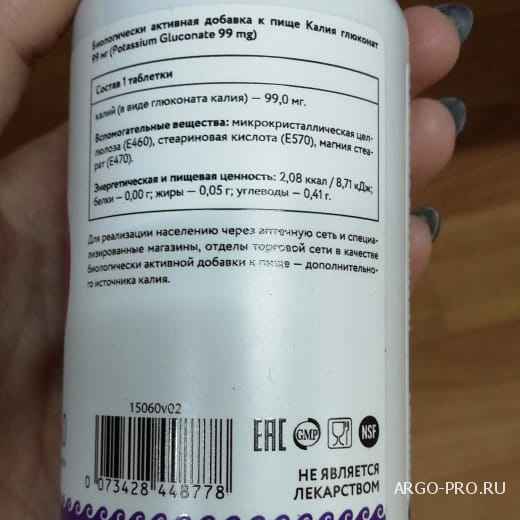 Биологически активная добавка к пище Калия глюконат
99 мг (Potassium Gluconate 99 mg)
Состав 1 таблетки
калий (в виде глюконата калия) — 99,0 мг.
Вспомогательные вещества: микрокристаллическая цел-
люлоза (E460), стеариновая кислота (E570), магния стеа-
рат (E470).
Энергетическая и пищевая ценность: 2,08 ккал / 8,71 кДж;
белки — 0,00 г; жиры — 0,05 г; углеводы — 0,41 г.
Для реализации населению через аптечную сеть и специа-
лизированные магазины, отделы торговой сети в качестве
биологически активной добавки к пище — дополнительно-
го источника калия.
15060v02
0 073428 448778
EAC GMP NSF
НЕ ЯВЛЯЕТСЯ
ЛЕКАРСТВОМ
ARGO-PRO.RU